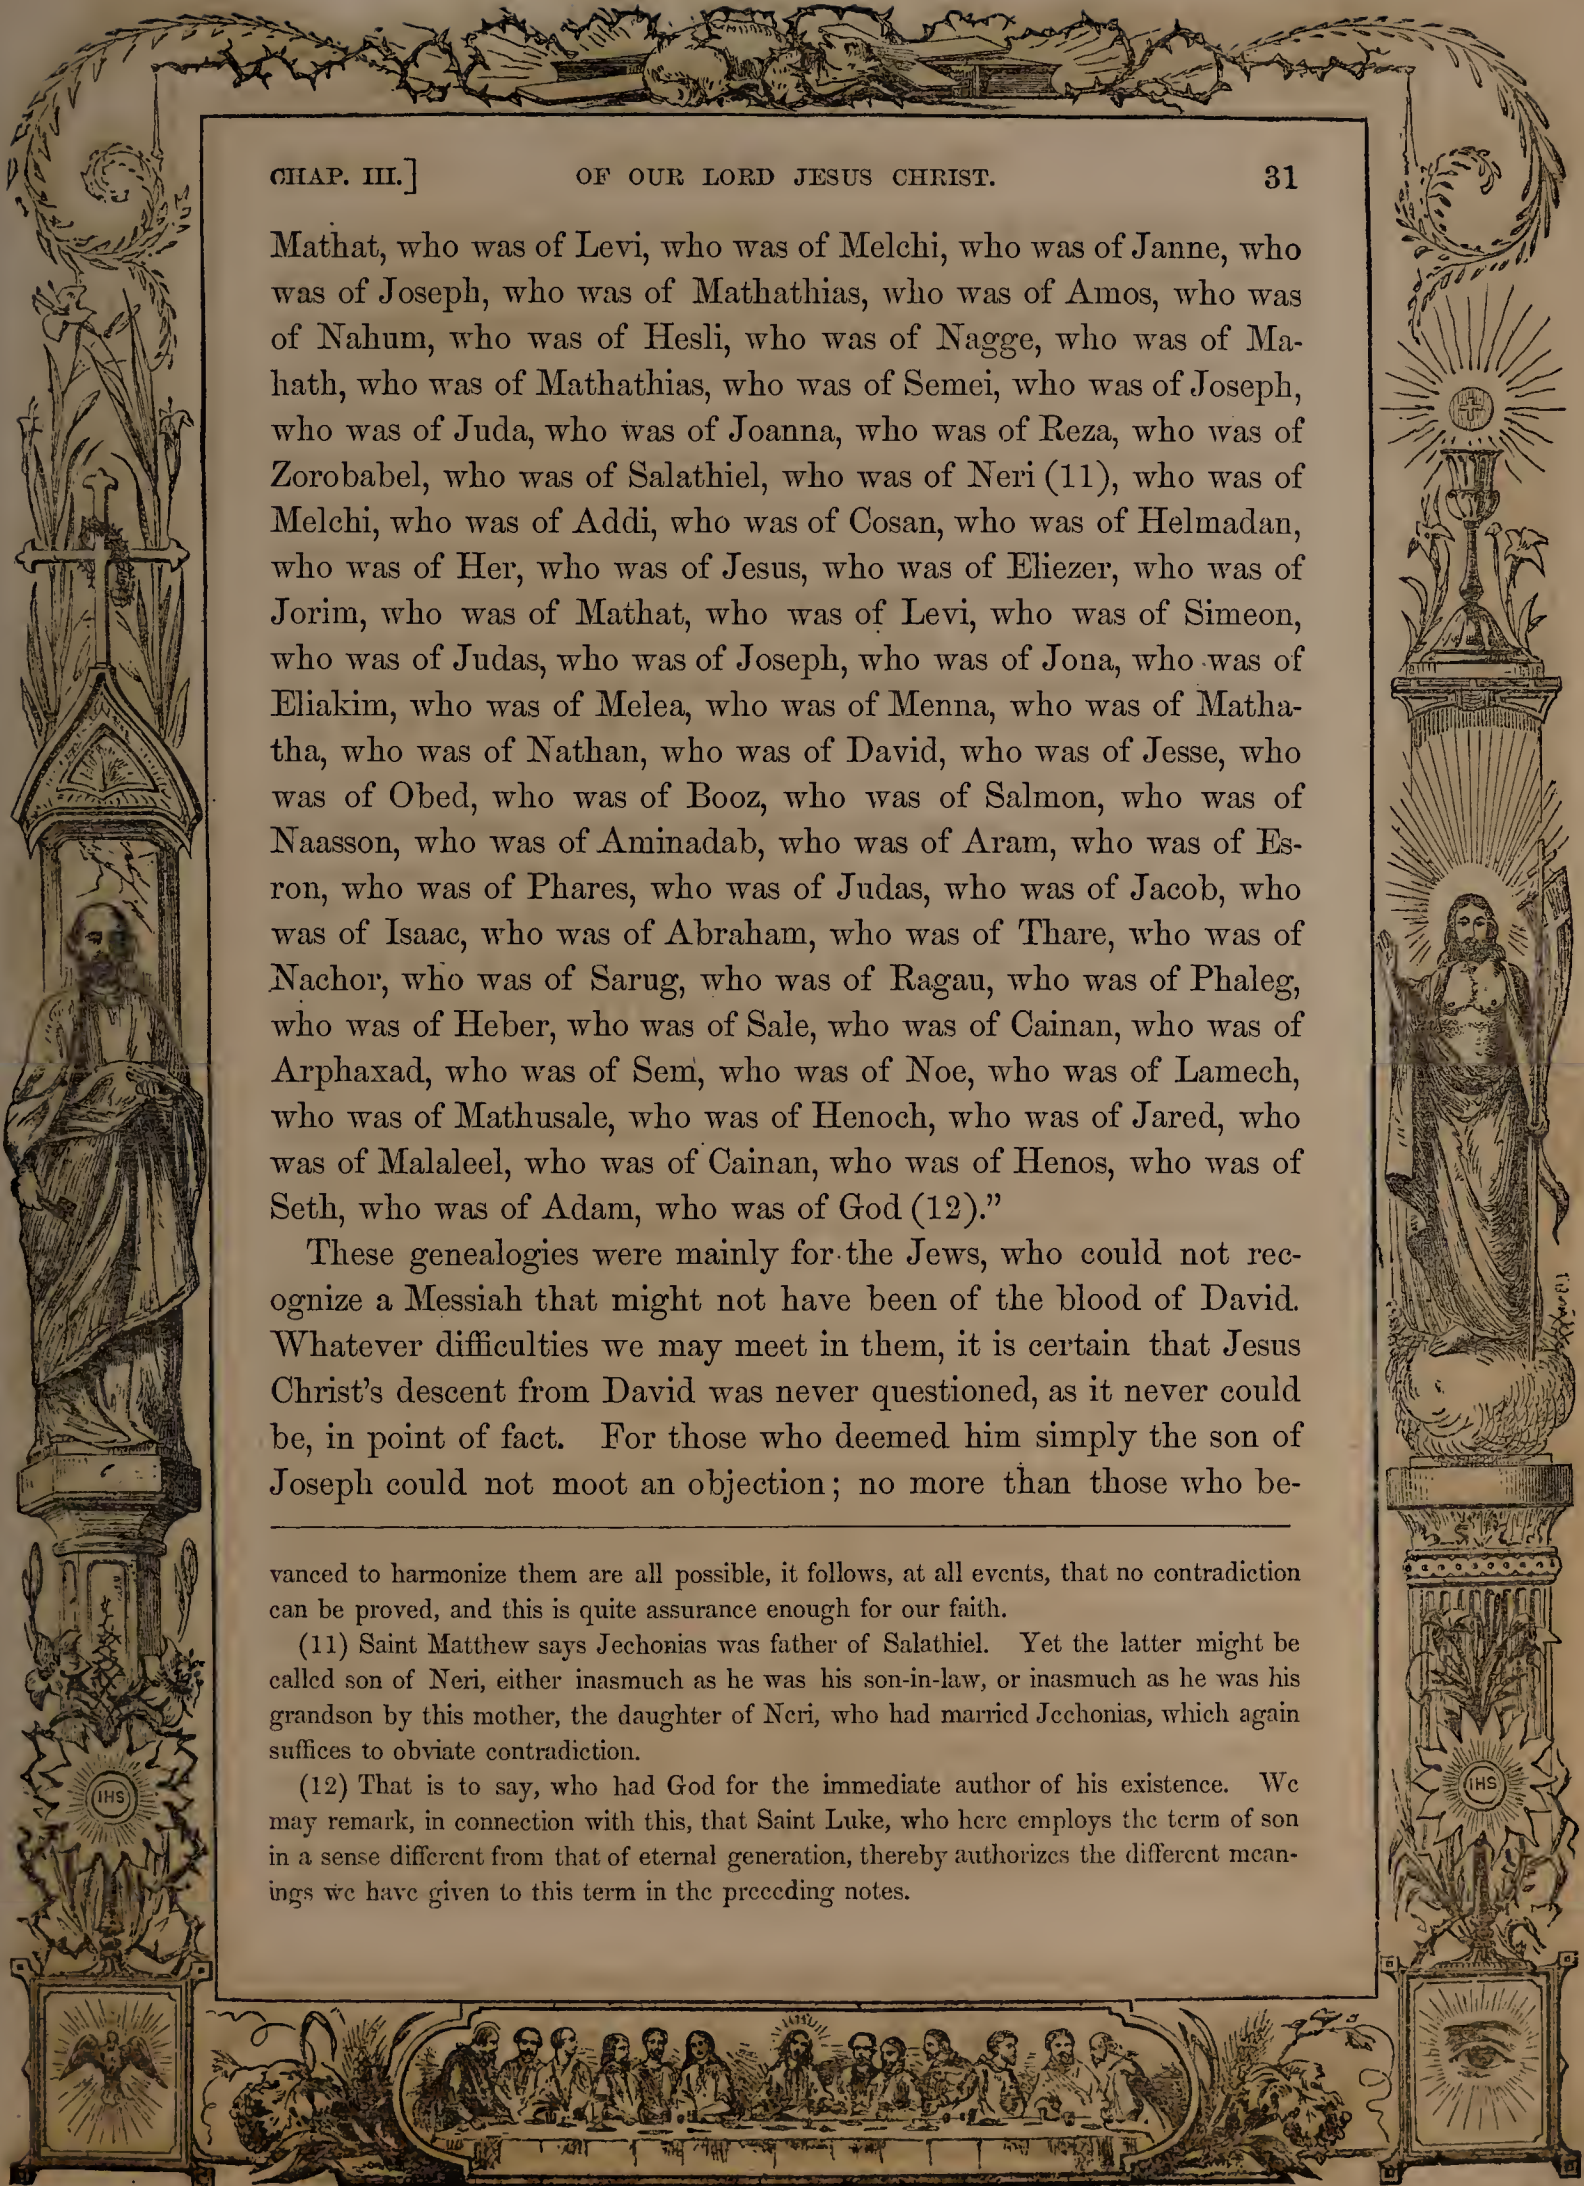 CHAP. III.] OF OUR LORD JESUS CHRIST. 31
Mathat, who was of Levi, who was of Melchi, who was of Janne, who
was of Joseph, who was of Mathathias, who was of Amos, who was
of Nahum, who was of Hesli, who was of Nagge, who was of Ma-
hath, who was of Mathathias, who was of Semei, who was of Joseph,
who was of Juda, who was of Joanna, who was of Reza, who was of
Zorobabel, who was of Salathiel, who was of Neri (11), who was of
Melchi, who was of Addi, who was of Cosan, who was of Helmadan,
who was of Her, who was of Jesus, who was of Eliezer, who was of
Jorim, who was of Mathat, who was of Levi, who was of Simeon,
who was of Judas, who was of Joseph, who was of Jona, who was of
Eliakim, who was of Melea, who was of Menna, who was of Matha-
tha, who was of Nathan, who was of David, who was of Jesse, who
was of Obed, who was of Booz, who was of Salmon, who was of
Naasson, who was of Aminadab, who was of Aram, who was of Es-
ron, who was of Phares, who was of Judas, who was of Jacob, who
was of Isaac, who was of Abraham, who was of Thare, who was of
Nachor, who was of Sarug, who was of Ragau, who was of Phaleg,
who was of Heber, who was of Sale, who was of Cainan, who was of
Arphaxad, who was of Sem, who was of Noe, who was of Lamech,
who was of Mathusale, who was of Henoch, who was of Jared, who
was of Malaleel, who was of Cainan, who was of Henos, who was of
Seth, who was of Adam, who was of God (12).”
These genealogies were mainly for the Jews, who could not rec-
ognize a Messiah that might not have been of the blood of David.
Whatever difficulties we may meet in them, it is certain that Jesus
Christ’s descent from David was never questioned, as it never could
be, in point of fact. For those who deemed him simply the son of
Joseph could not moot an objection; no more than those who be-
vanced to harmonize them are all possible, it follows, at all events, that no contradiction
can be proved, and this is quite assurance enough for our faith.
(11) Saint Matthew says Jechonias was father of Salathiel. Yet the latter might be
called son of Neri, either inasmuch as he was his son-in-law, or inasmuch as he was his
grandson by this mother, the daughter of Neri, who had married Jechonias, which again
suffices to obviate contradiction.
(12) That is to say, who had God for the immediate author of his existence. We
may remark, in connection with this, that Saint Luke, who here employs the term of son
in a sense different from that of eternal generation, thereby authorizes the different mean-
ings we have given to this term in the preceding notes.
IHS
IHS